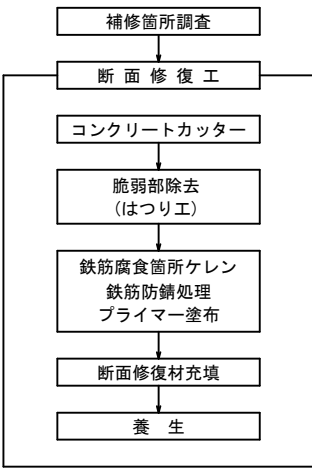 補修箇所調査
断 面 修 復 工
コンクリートカッター
脆弱部除去
(はつり工)
鉄筋腐食箇所ケレン
鉄筋防錆処理
プライマー塗布
断面修復材充填
養　生